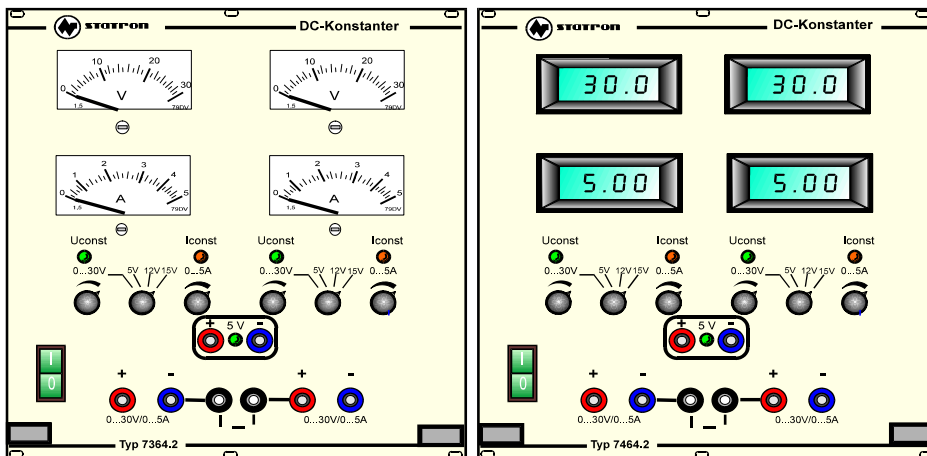 statron DC-Konstanter
0 10 20 30 0 10 20 30
V V
1,5 79DV 1,5 79DV
0 1 2 3 4 5 0 1 2 3 4 5
A A
1,5 79DV 1,5 79DV
Uconst Iconst Uconst Iconst
0...30V 5V 12V 15V 0...5A 0...30V 5V 12V 15V 0...5A
+ 5 V -
I
0
+ - + -
0...30V/0...5A 0...30V/0...5A
Typ 7364.2
statron DC-Konstanter
30.0 30.0
5.00 5.00
Uconst Iconst Uconst Iconst
0...30V 5V 12V 15V 0...5A 0...30V 5V 12V 15V 0...5A
+ 5 V -
I
0
+ - + -
0...30V/0...5A 0...30V/0...5A
Typ 7464.2